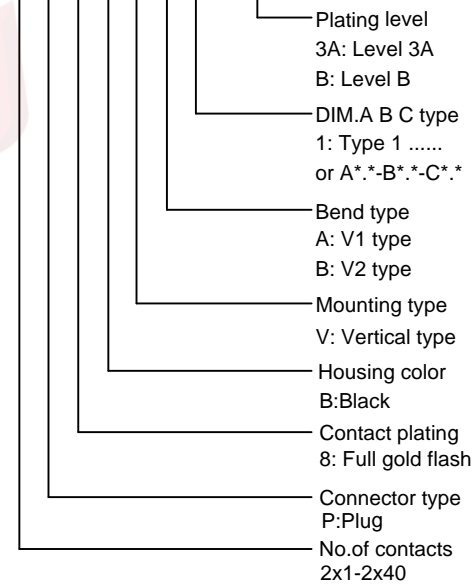 Plating level
3A: Level 3A
B: Level B
DIM.A B C type
1: Type 1 ......
or A*.*-B*.*-C*.*
Bend type
A: V1 type
B: V2 type
Mounting type
V: Vertical type
Housing color
B:Black
Contact plating
8: Full gold flash
Connector type
P:Plug
No.of contacts
2x1-2x40